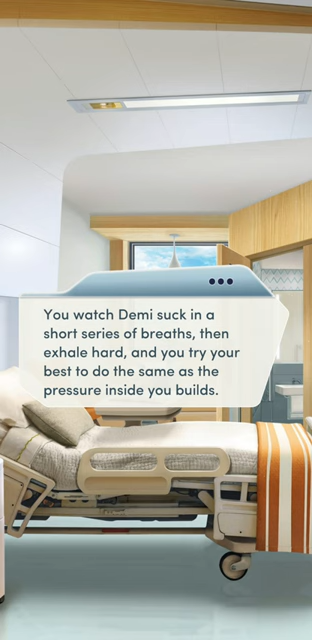 You watch Demi suck in a
short series of breaths, then
exhale hard, and you try your
best to do the same as the
pressure inside you builds.